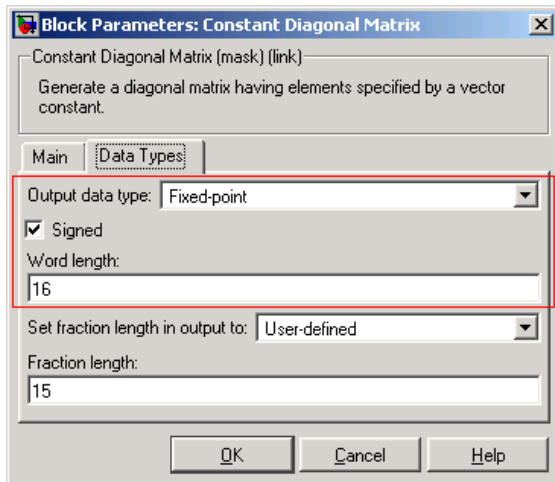 Block Parameters: Constant Diagonal Matrix
Constant Diagonal Matrix (mask) (link)
Generate a diagonal matrix having elements specified by a vector
constant.
Main Data Types
Output data type: Fixed-point
Signed
Word length:
16
Set fraction length in output to: User-defined
Fraction length:
15
OK Cancel Help